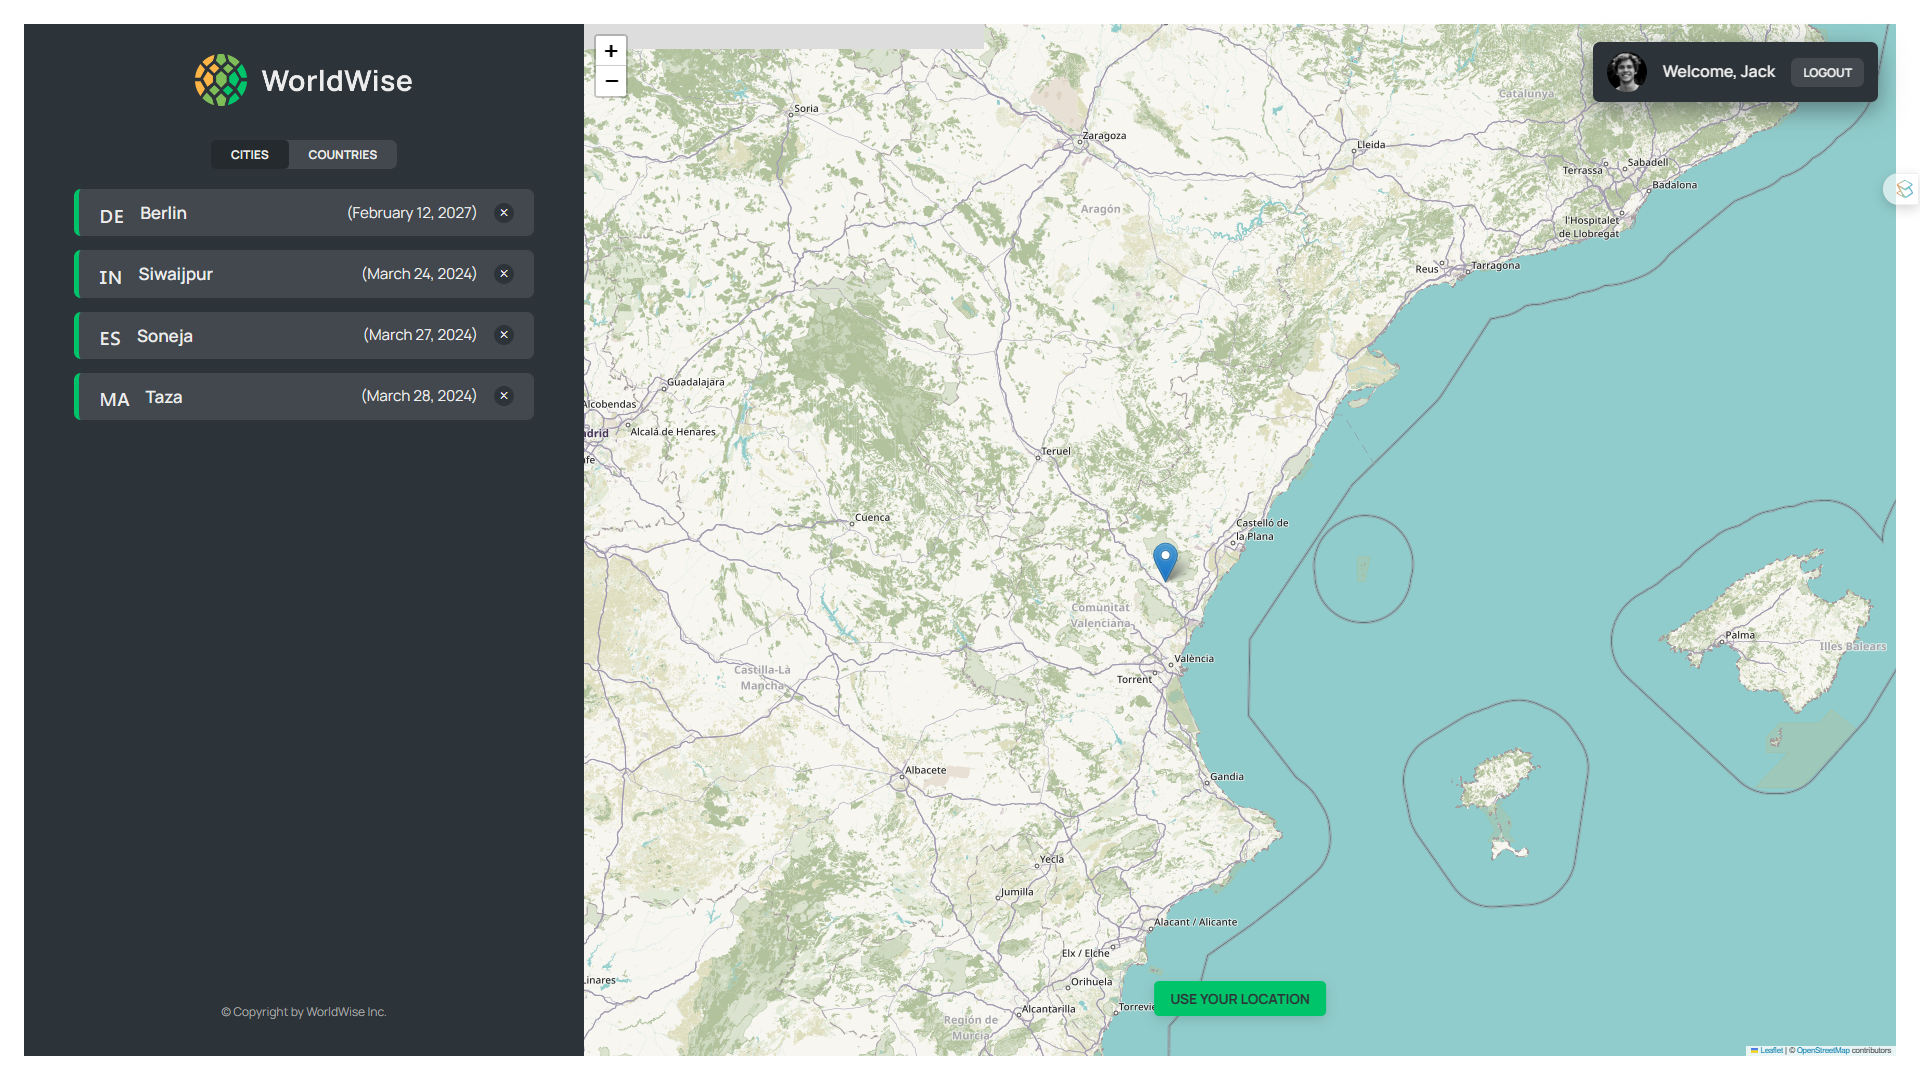 WorldWise
CITIES
COUNTRIES
DE Berlin (February 12, 2027) ×
IN Siwaijpur (March 24, 2024) ×
ES Soneja (March 27, 2024) ×
MA Taza (March 28, 2024) ×
© Copyright by WorldWise Inc.
+
−
Welcome, Jack
LOGOUT
Catalunya
Soria
Zaragoza
Lleida
Sabadell
Terrassa
Badalona
Aragón
l'Hospitalet
de Llobregat
Reus
Tarragona
Guadalajara
Alcobendas
Alcalá de Henares
adrid
afe
Teruel
Cuenca
Castelló de
la Plana
Comunitat
Valenciana
València
Torrent
Castilla-La
Mancha
Palma
Illes Balears
Albacete
Gandia
Yecla
Jumilla
Alacant / Alicante
Elx / Elche
Linares
Orihuela
Alcantarilla
Torrevie
Región de
Murcia
USE YOUR LOCATION
Leaflet | © OpenStreetMap contributors